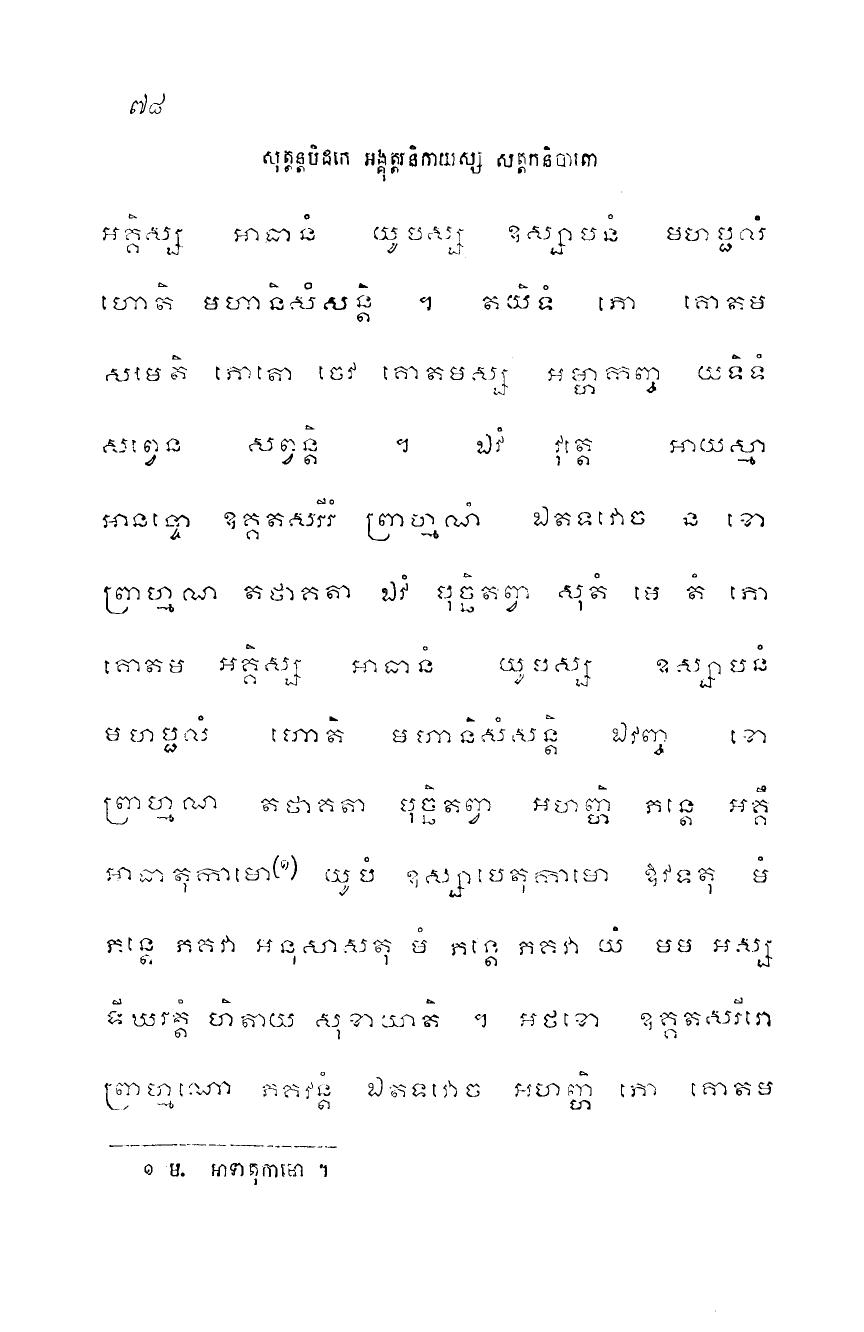 ៧៨
សុត្តន្តបិដកេ អង្គុត្តរនិកាយស្ស សត្តកនិបាតោ
អគ្គិស្ស អាធានំ យូបស្ស ឧស្សាបនំ មហប្ផលំ
ហោតិ មហានិសំសន្តិ ។ តយិទំ ភោ គោតម
សមេតិ ភោតោ ចេវ គោតមស្ស អម្ហាកញ្ច យទិទំ
សព្វេន សព្វន្តិ ។ ឯវំ វុត្តេ អាយស្មា
អានន្ទោ ឧគ្គតសរីរំ ព្រាហ្មណំ ឯតទវោច ន ខោ
ព្រាហ្មណ តថាគតា ឯវំ បុច្ឆិតព្វា សុតំ មេ តំ ភោ
គោតម អគ្គិស្ស អាធានំ យូបស្ស ឧស្សាបនំ
មហប្ផលំ ហោតិ មហានិសំសន្តិ ឯវញ្ច ខោ
ព្រាហ្មណ តថាគតា បុច្ឆិតព្វា អហញ្ហិ ភន្តេ អគ្គឹ
អាធាតុកាមោ(១) យូបំ ឧស្សាបេតុកាមោ ឱវទតុ មំ
ភន្តេ ភគវា អនុសាសតុ មំ ភន្តេ ភគវា យំ មម អស្ស
ទីឃរត្តំ ហិតាយ សុខាយាតិ ។ អថខោ ឧគ្គតសរីរោ
ព្រាហ្មណោ ភគវន្តំ ឯតទវោច អហញ្ហិ ភោ គោតម
១ ម. អាទាតុកាមោ ។